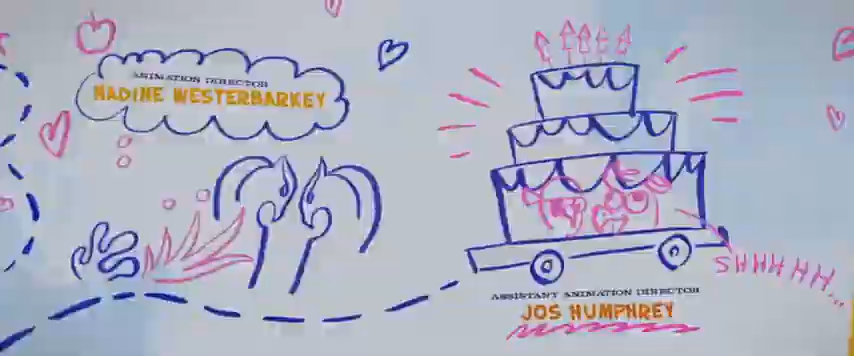 ANIMATION DIRECTOR
NADINE WESTERBARKEY
SHHHHH...
ASSISTANT ANIMATION DIRECTOR
JOS HUMPHREY